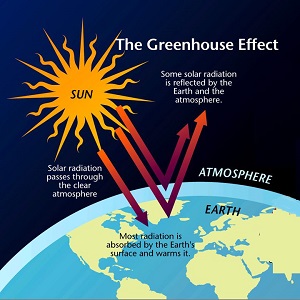 The Greenhouse Effect
Some solar radiation
is reflected by the
Earth and the
atmosphere.
SUN
Solar radiation
passes through
the clear
atmosphere
ATMOSPHERE
EARTH
Most radiation is
absorbed by the Earth's
surface and warms it.